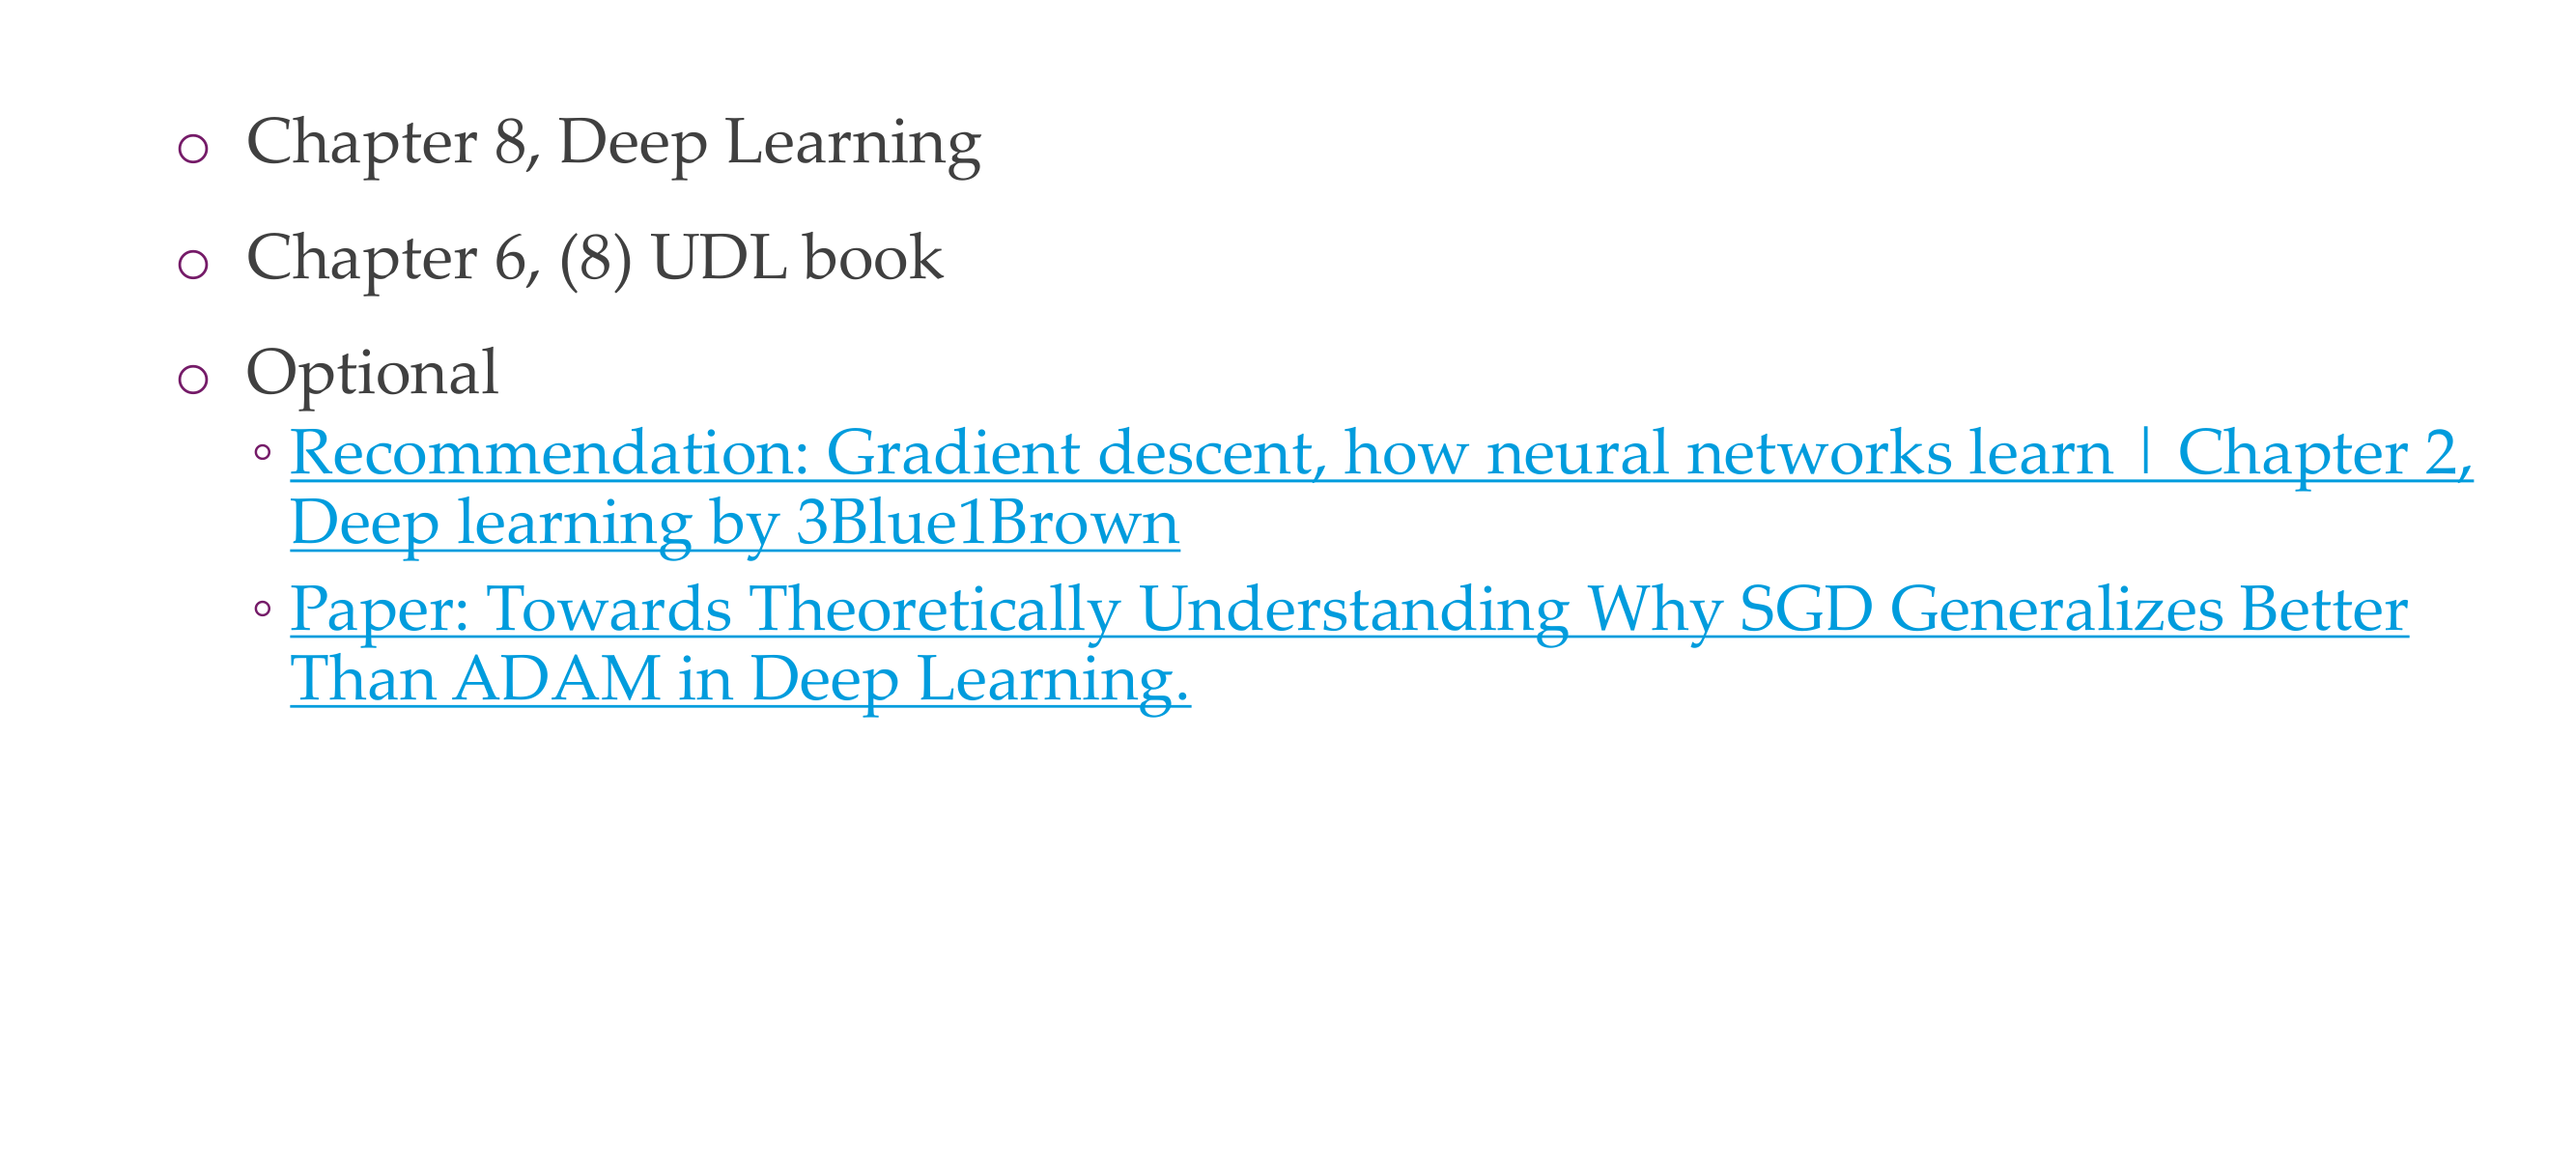 Chapter 8, Deep Learning
Chapter 6, (8) UDL book
Optional
Recommendation: Gradient descent, how neural networks learn | Chapter 2,
Deep learning by 3Blue1Brown
Paper: Towards Theoretically Understanding Why SGD Generalizes Better
Than ADAM in Deep Learning.